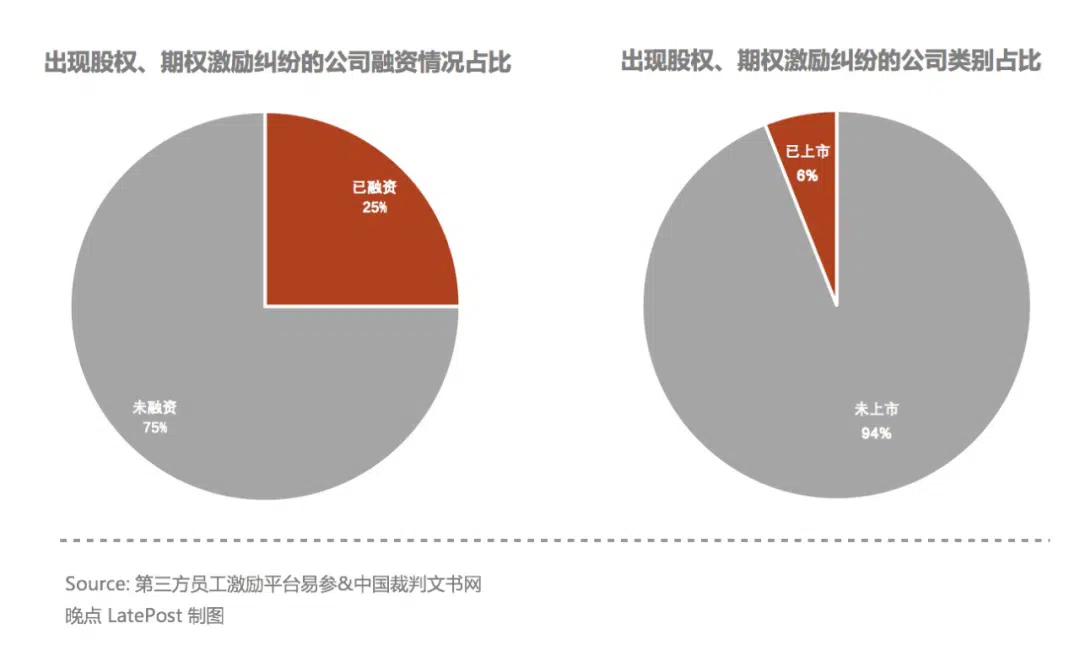 出现股权、期权激励纠纷的公司融资情况占比
已融资
25%
未融资
75%
出现股权、期权激励纠纷的公司类别占比
已上市
6%
未上市
94%
Source: 第三方员工激励平台易参&中国裁判文书网
晚点 LatePost 制图